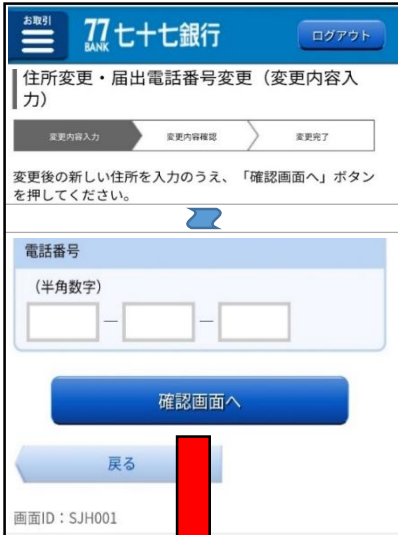 お取引
77 BANK 七十七銀行
ログアウト
住所変更・届出電話番号変更（変更内容入
力）
変更内容入力 変更内容確認 変更完了
変更後の新しい住所を入力のうえ、「確認画面へ」ボタン
を押してください。
電話番号
（半角数字）
― ―
確認画面へ
戻る
画面ID：SJH001